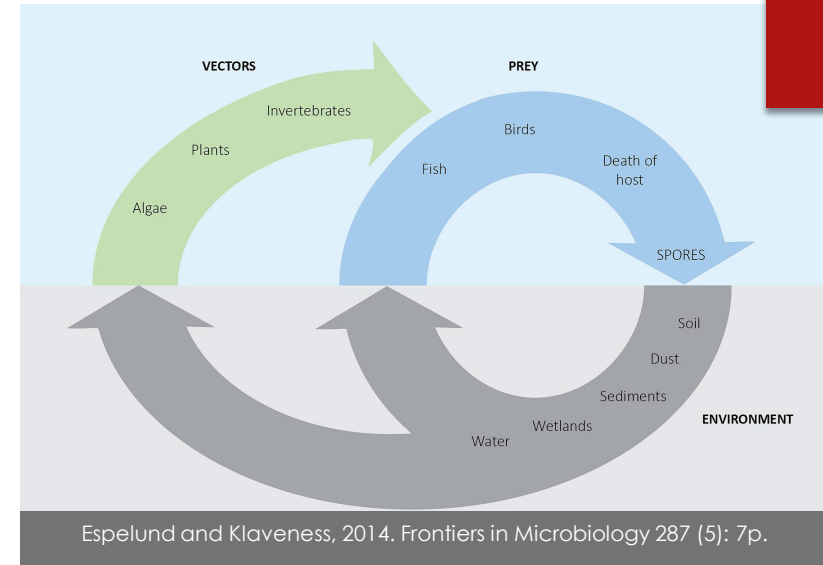 VECTORS
PREY
Invertebrates
Plants
Algae
Birds
Fish
Death of
host
SPORES
Soil
Dust
Sediments
ENVIRONMENT
Wetlands
Water
Espelund and Klaveness, 2014. Frontiers in Microbiology 287 (5): 7p.